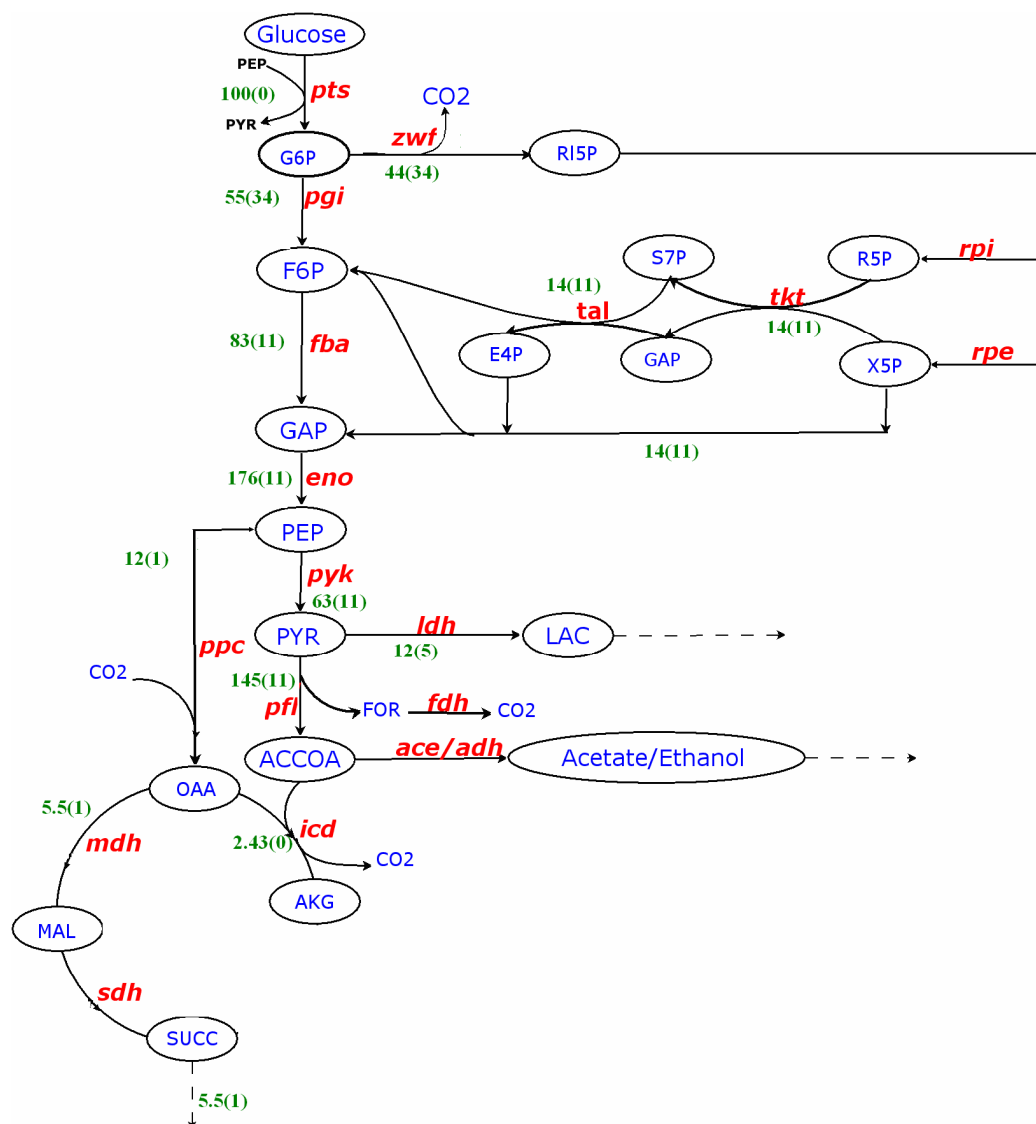 Glucose
PEP
100(0)
pts
PYR
CO2
zwf
G6P
44(34)
Rl5P
55(34)
pgi
F6P
S7P
R5P
rpi
14(11)
tal
tkt
14(11)
83(11)
fba
E4P
GAP
X5P
rpe
GAP
14(11)
176(11)
eno
PEP
12(1)
pyk
63(11)
PYR
ldh
12(5)
LAC
ppc
CO2
145(11)
pfl
FOR
fdh
CO2
ACCOA
ace/adh
Acetate/Ethanol
OAA
5.5(1)
mdh
2.43(0)
icd
CO2
AKG
MAL
sdh
SUCC
5.5(1)